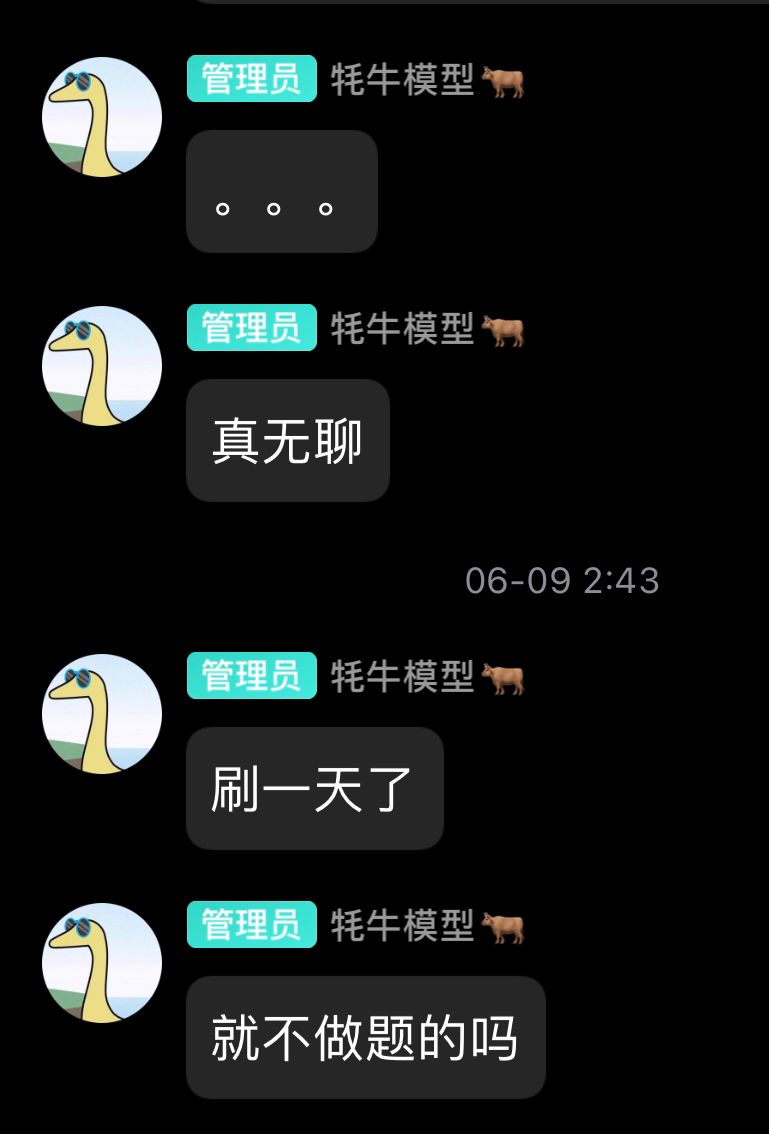 管理员 牦牛模型🐂
。。。
管理员 牦牛模型🐂
真无聊
06-09 2:43
管理员 牦牛模型🐂
刷一天了
管理员 牦牛模型🐂
就不做题的吗